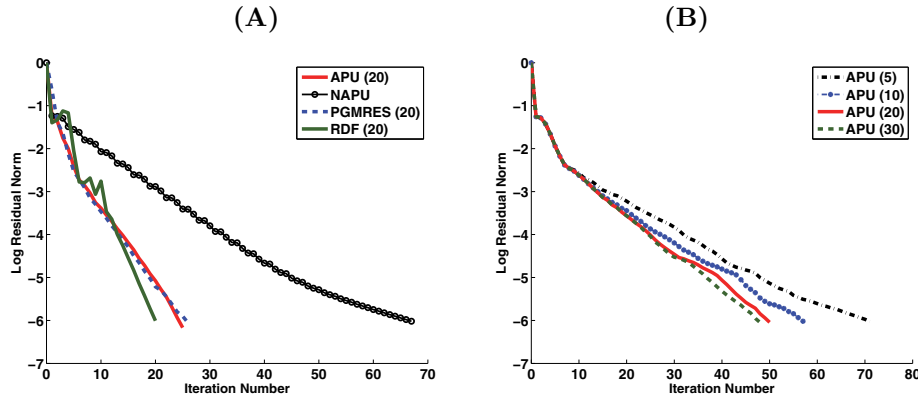 (A)
0
−1
−2
−3
−4
−5
−6
−7
Log Residual Norm
0 10 20 30 40 50 60 70
Iteration Number
APU (20)
NAPU
PGMRES (20)
RDF (20)
(B)
0
−1
−2
−3
−4
−5
−6
−7
Log Residual Norm
0 10 20 30 40 50 60 70 80
Iteration Number
APU (5)
APU (10)
APU (20)
APU (30)